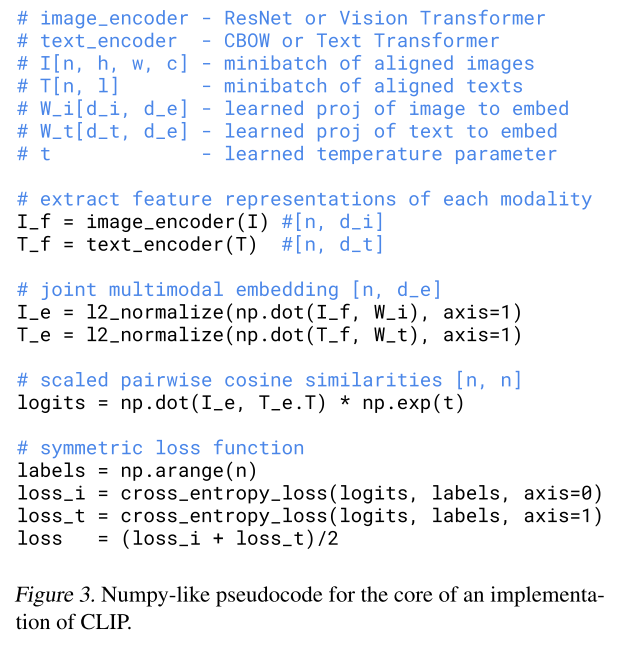 # image_encoder - ResNet or Vision Transformer
# text_encoder  - CBOW or Text Transformer
# I[n, h, w, c] - minibatch of aligned images
# T[n, l]       - minibatch of aligned texts
# W_i[d_i, d_e] - learned proj of image to embed
# W_t[d_t, d_e] - learned proj of text to embed
# t             - learned temperature parameter
# extract feature representations of each modality
I_f = image_encoder(I) #[n, d_i]
T_f = text_encoder(T)  #[n, d_t]
# joint multimodal embedding [n, d_e]
I_e = l2_normalize(np.dot(I_f, W_i), axis=1)
T_e = l2_normalize(np.dot(T_f, W_t), axis=1)
# scaled pairwise cosine similarities [n, n]
logits = np.dot(I_e, T_e.T) * np.exp(t)
# symmetric loss function
labels = np.arange(n)
loss_i = cross_entropy_loss(logits, labels, axis=0)
loss_t = cross_entropy_loss(logits, labels, axis=1)
loss   = (loss_i + loss_t)/2
Figure 3. Numpy-like pseudocode for the core of an implementa-
tion of CLIP.